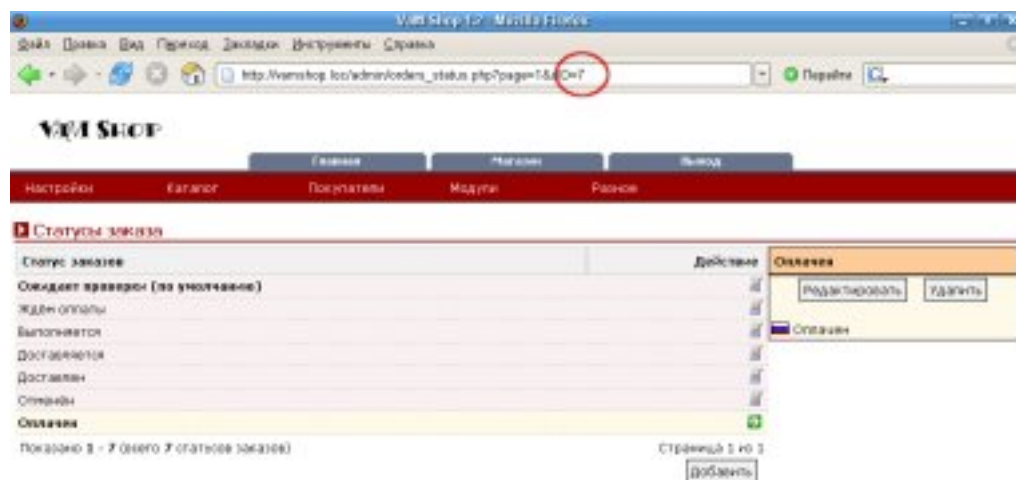 VaM Shop 1.2 - Mozilla Firefox
Файл Правка Вид Переход Закладки Инструменты Справка
http://vamshop.loc/admin/orders_status.php?page=1&oID=7 Перейти
VAM SHOP
Главная Магазин Выход
Настройки Каталог Покупатели Модули Разное
Статусы заказа
Статус заказов Действие Оплачен
Ожидает проверки (по умолчанию) Редактировать Удалить
Ждём оплаты
Выполняется Оплачен
Доставляется
Доставлен
Отменён
Оплачен
Показано 1 - 7 (всего 7 статусов заказов) Страница 1 из 1
Добавить